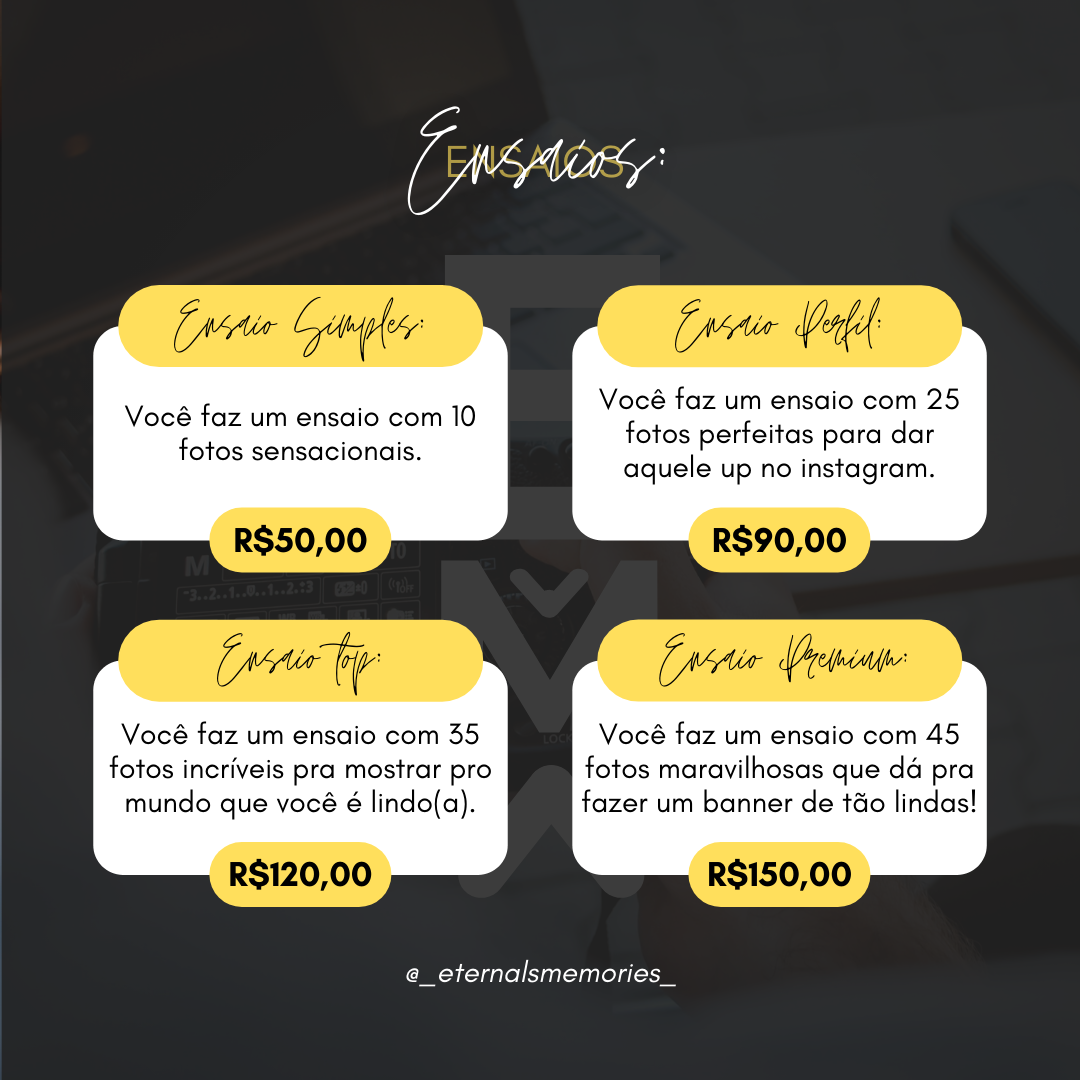 Ensaios:
ENSAIOS
Ensaio Simples:
Você faz um ensaio com 10
fotos sensacionais.
R$50,00
Ensaio Perfil:
Você faz um ensaio com 25
fotos perfeitas para dar
aquele up no instagram.
R$90,00
Ensaio Top:
Você faz um ensaio com 35
fotos incríveis pra mostrar pro
mundo que você é lindo(a).
R$120,00
Ensaio Premium:
Você faz um ensaio com 45
fotos maravilhosas que dá pra
fazer um banner de tão lindas!
R$150,00
M
LOCK
@_eternalsmemories_